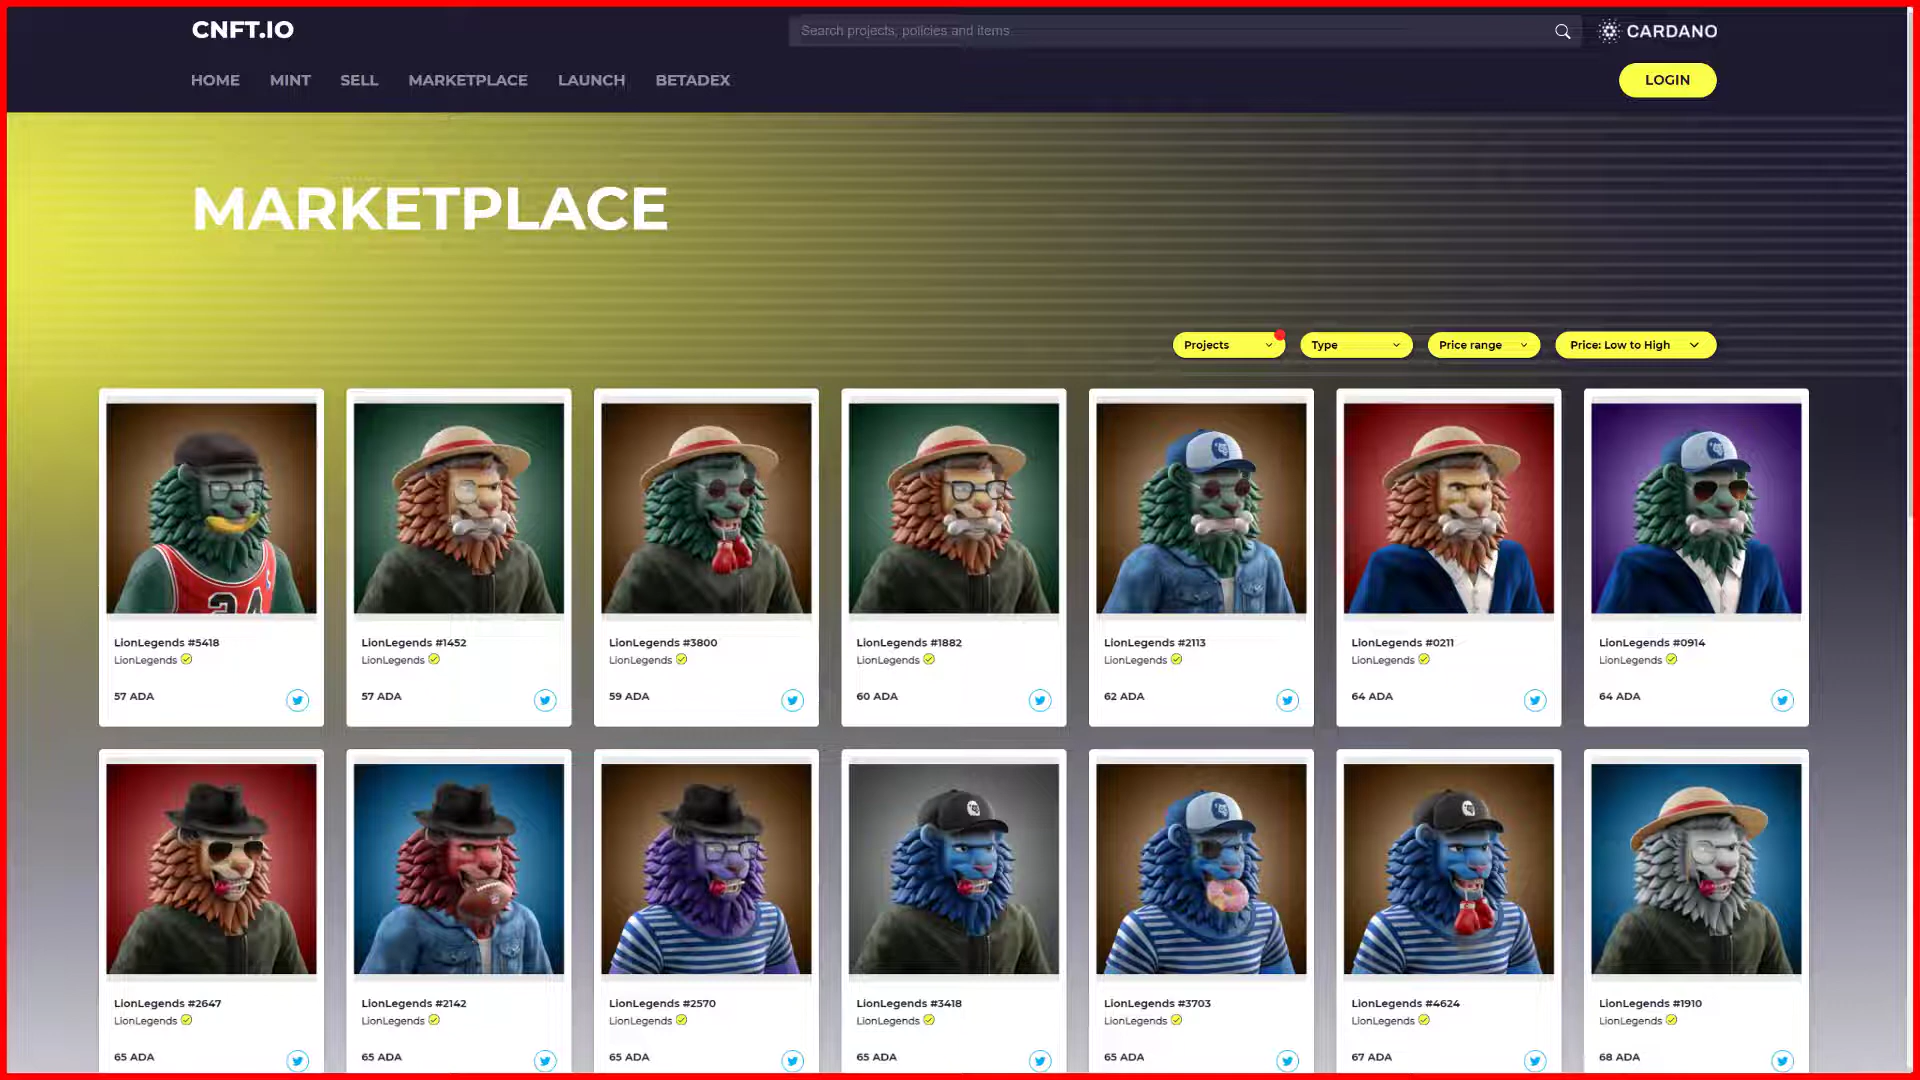 CNFT.IO
Search projects, policies and items
CARDANO
HOME MINT SELL MARKETPLACE LAUNCH BETADEX
LOGIN
MARKETPLACE
Projects Type Price range Price: Low to High
34
LionLegends #5418
LionLegends
57 ADA
LionLegends #1452
LionLegends
57 ADA
LionLegends #3800
LionLegends
59 ADA
LionLegends #1882
LionLegends
60 ADA
LionLegends #2113
LionLegends
62 ADA
LionLegends #0211
LionLegends
64 ADA
LionLegends #0914
LionLegends
64 ADA
LionLegends #2647
LionLegends
65 ADA
LionLegends #2142
LionLegends
65 ADA
LionLegends #2570
LionLegends
65 ADA
LionLegends #3418
LionLegends
65 ADA
LionLegends #3703
LionLegends
65 ADA
LionLegends #4624
LionLegends
67 ADA
LionLegends #1910
LionLegends
68 ADA